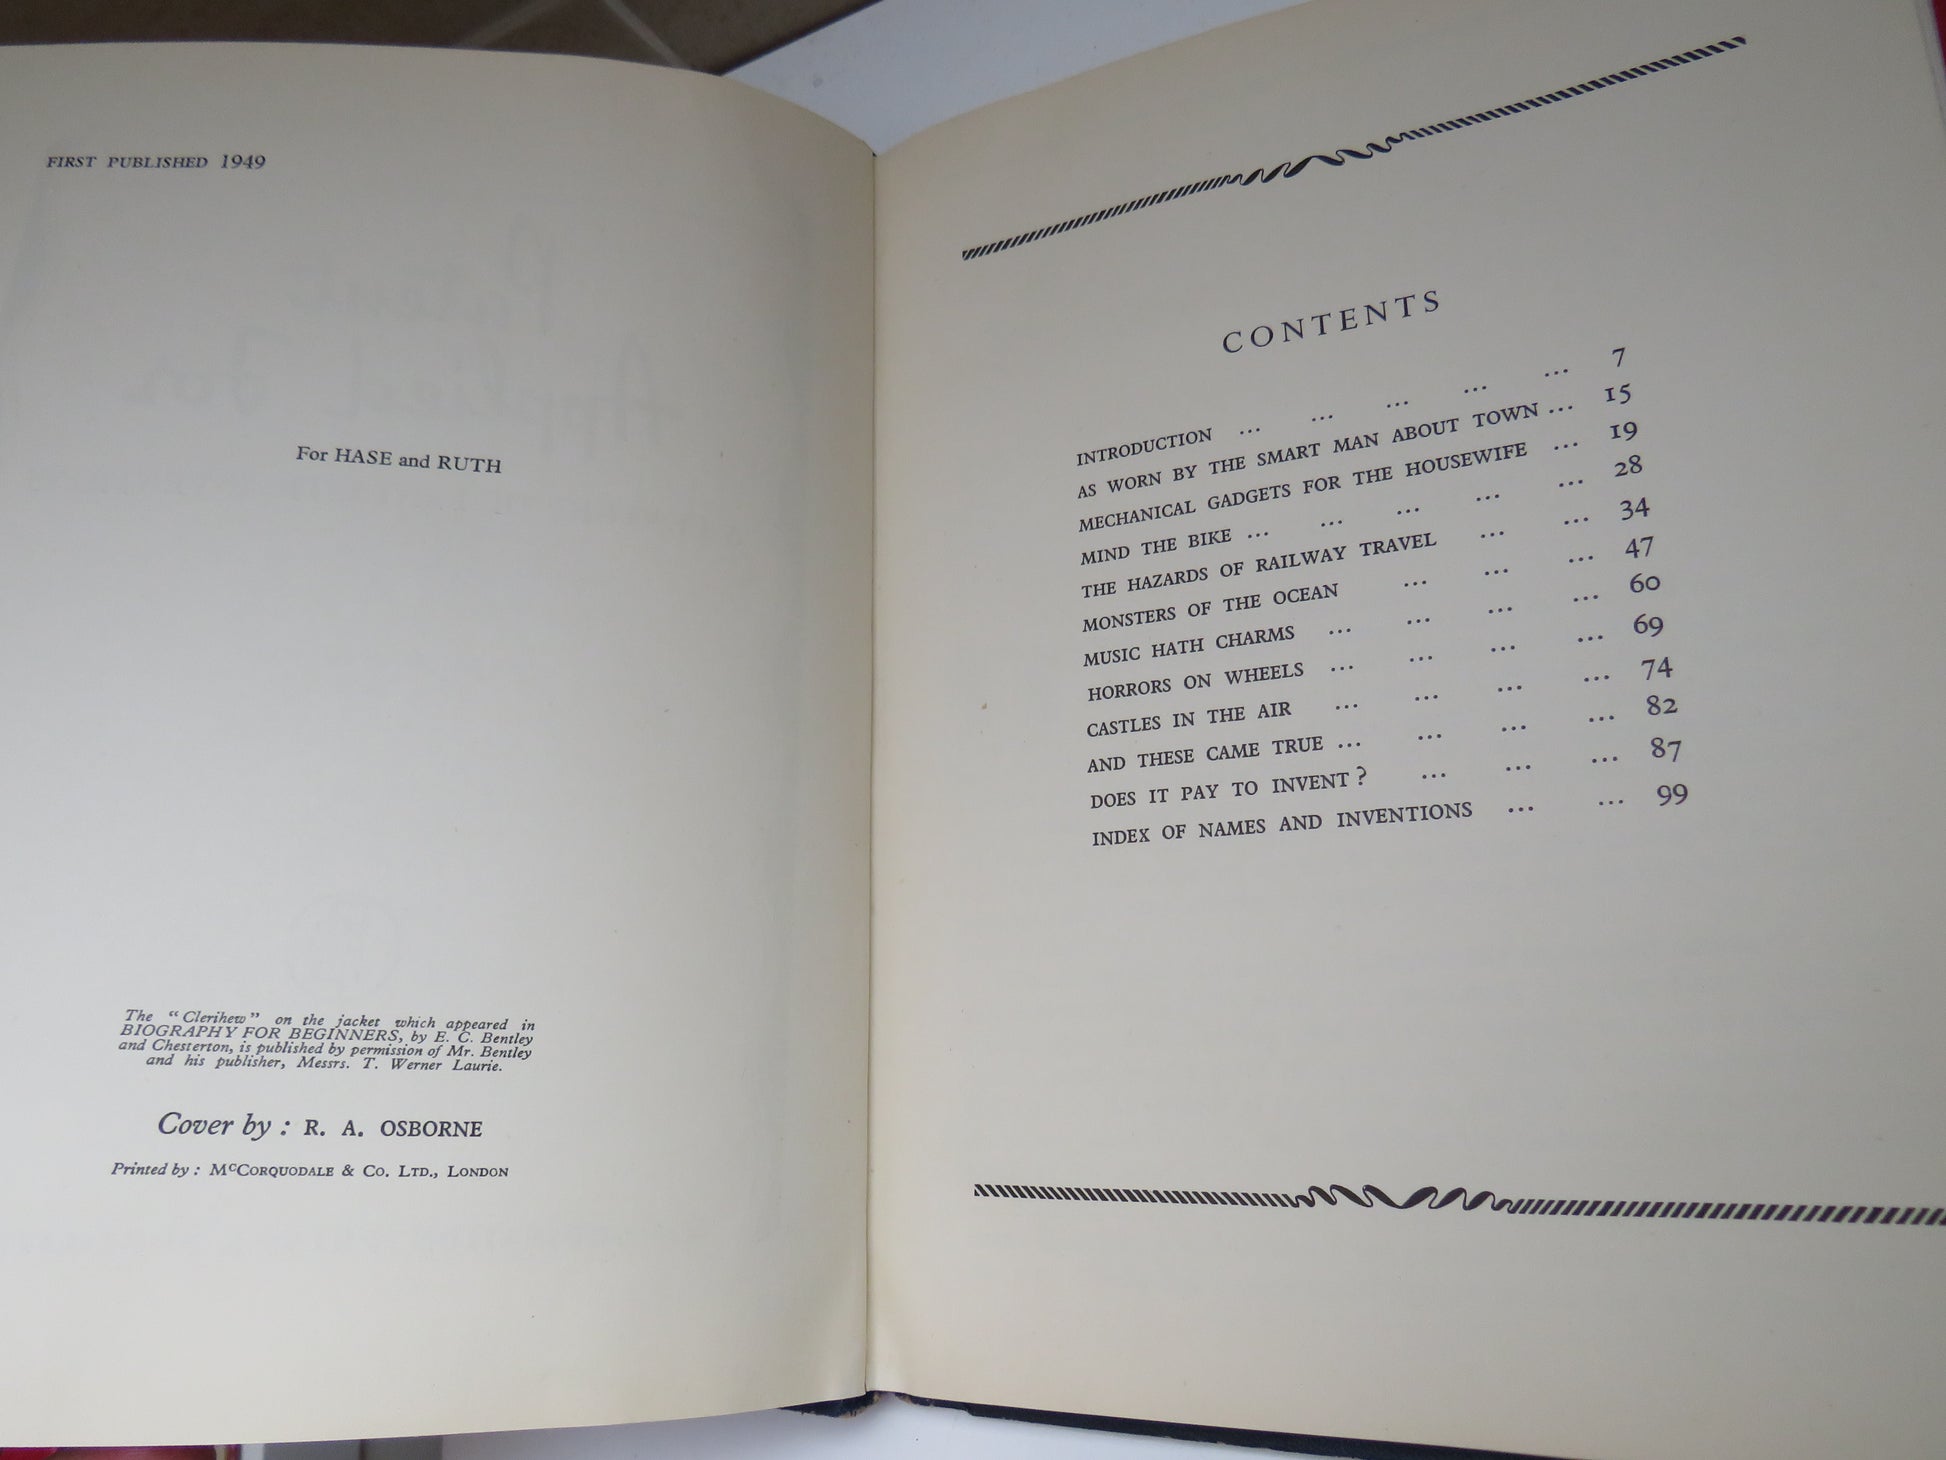 FIRST PUBLISHED 1949
For HASE and RUTH
The "Clerihew" on the jacket which appeared in
BIOGRAPHY FOR BEGINNERS, by E. C. Bentley
and Chesterton, is published by permission of Mr. Bentley
and his publisher, Messrs. T. Werner Laurie.
Cover by : R. A. OSBORNE
Printed by : McCORQUODALE & CO. LTD., LONDON
CONTENTS
INTRODUCTION ... ... ... ... ... 7
AS WORN BY THE SMART MAN ABOUT TOWN ... 15
MECHANICAL GADGETS FOR THE HOUSEWIFE ... 19
MIND THE BIKE ... ... ... ... ... 28
THE HAZARDS OF RAILWAY TRAVEL ... ... 34
MONSTERS OF THE OCEAN ... ... ... 47
MUSIC HATH CHARMS ... ... ... ... 60
HORRORS ON WHEELS ... ... ... ... 69
CASTLES IN THE AIR ... ... ... ... 74
AND THESE CAME TRUE ... ... ... ... 82
DOES IT PAY TO INVENT ? ... ... ... 87
INDEX OF NAMES AND INVENTIONS ... ... 99